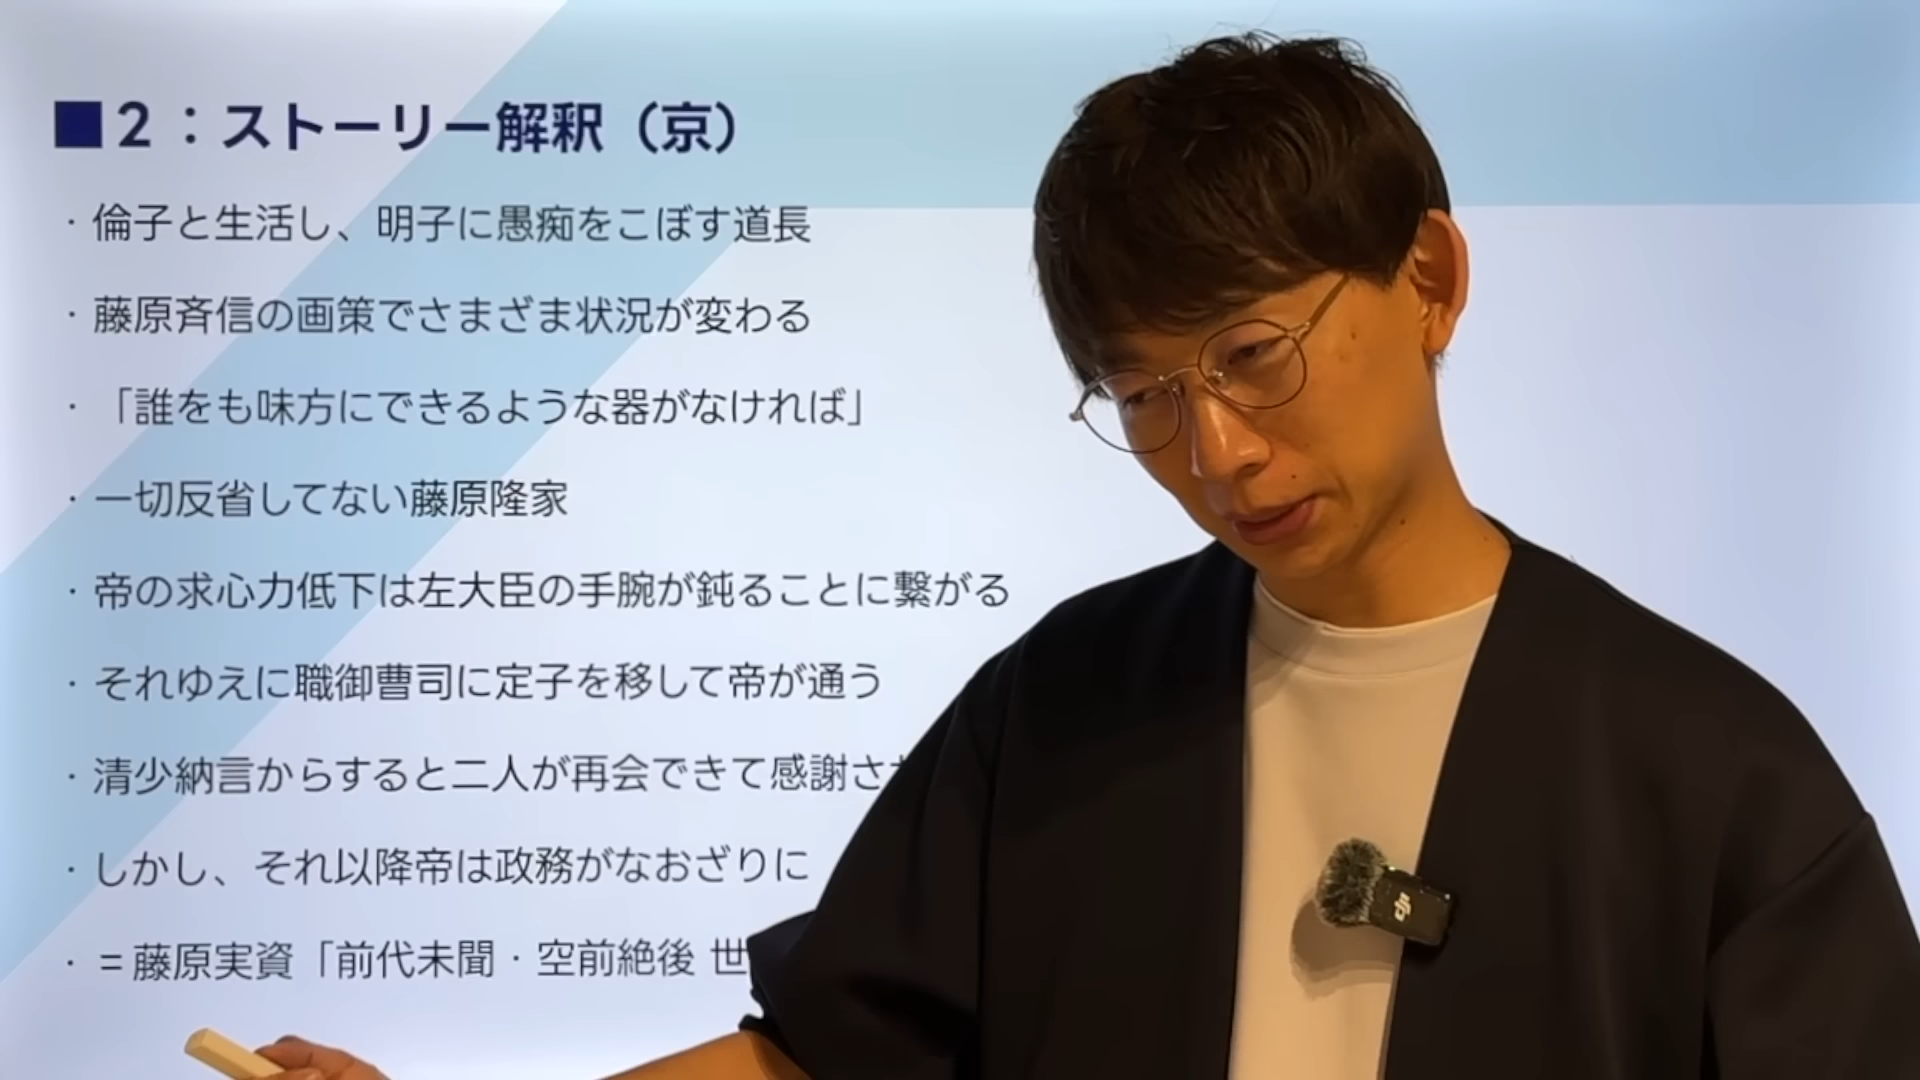 ■2：ストーリー解釈（京）
・倫子と生活し、明子に愚痴をこぼす道長
・藤原斉信の画策でさまざま状況が変わる
・「誰をも味方にできるような器がなければ」
・一切反省してない藤原隆家
・帝の求心力低下は左大臣の手腕が鈍ることに繋がる
・それゆえに職御曹司に定子を移して帝が通う
・清少納言からすると二人が再会できて感謝さ
・しかし、それ以降帝は政務がなおざりに
・＝藤原実資「前代未聞・空前絶後 世
dji